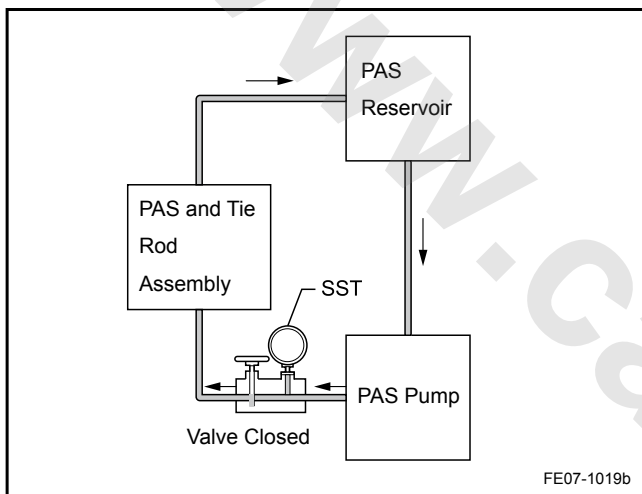 PAS
Reservoir
PAS and Tie
Rod
Assembly
SST
PAS Pump
Valve Closed
FE07-1019b